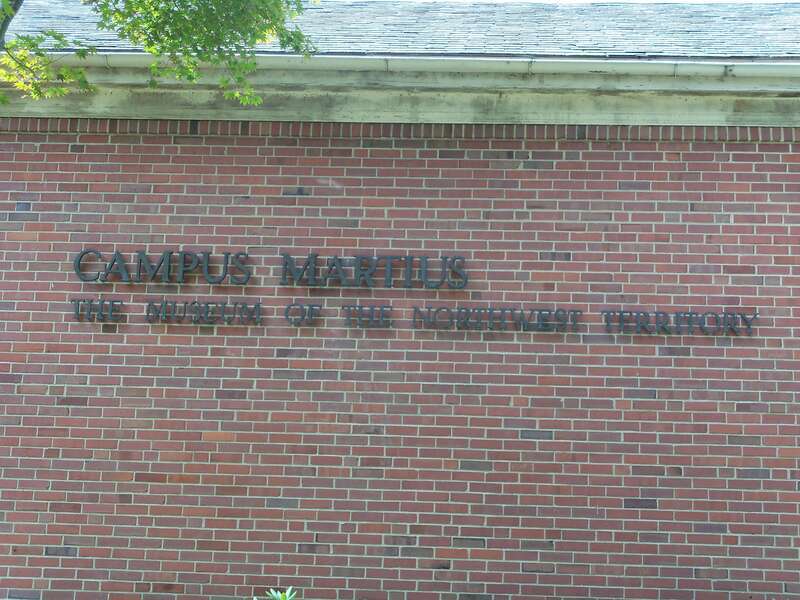 CAMPUS MARTIUS
THE MUSEUM OF THE NORTHWEST TERRITORY